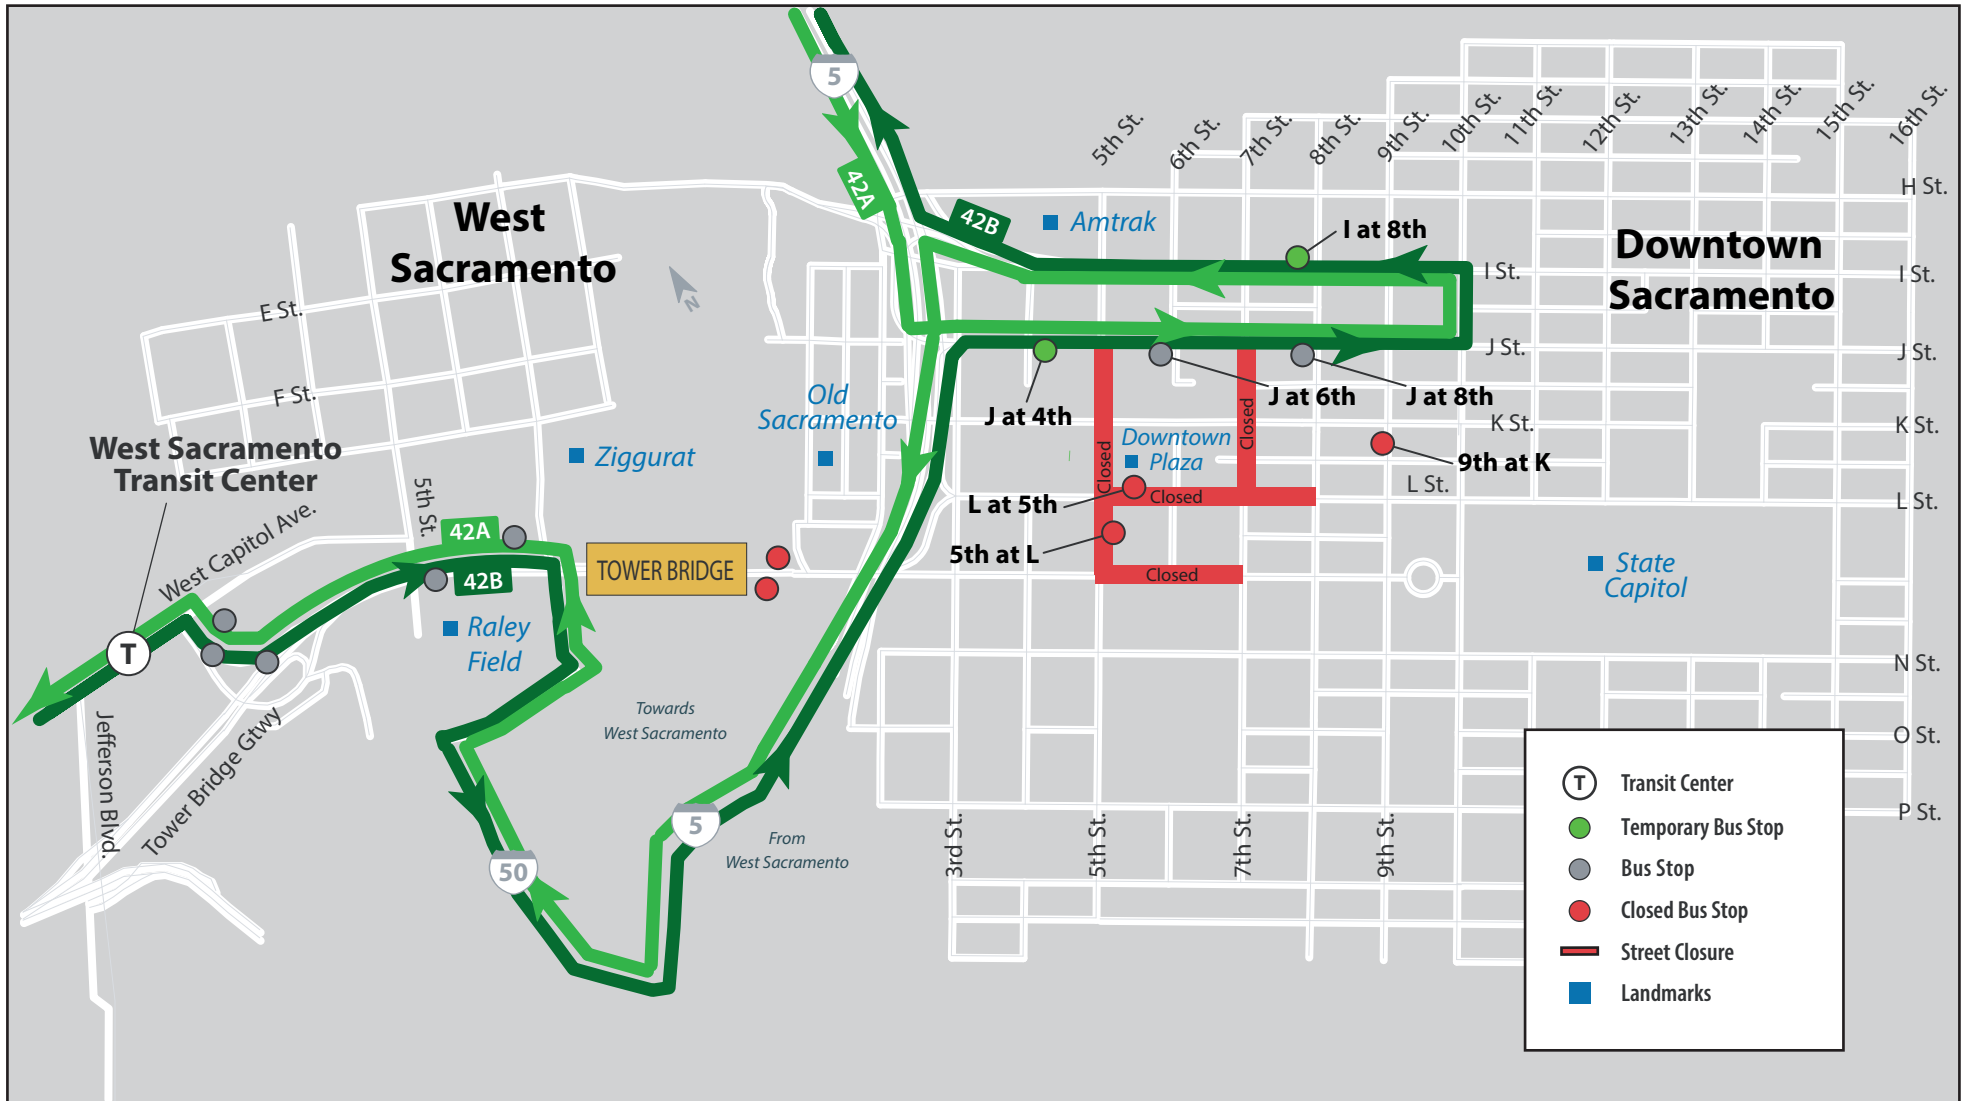 5
5th St.
6th St.
7th St.
8th St.
9th St.
10th St.
11th St.
12th St.
13th St.
14th St.
15th St.
16th St.
42A
42B
Amtrak
I at 8th
H St.
West
Sacramento
Downtown
Sacramento
I St.
I St.
N
E St.
F St.
J St.
J St.
J at 4th
J at 6th
J at 8th
Old
Sacramento
Ziggurat
Downtown
Plaza
Closed
Closed
Closed
Closed
K St.
K St.
9th at K
L St.
L St.
L at 5th
5th at L
West Sacramento
Transit Center
West Capitol Ave.
5th St.
42A
42B
TOWER BRIDGE
State
Capitol
T
Raley
Field
Jefferson Blvd.
Tower Bridge Gtwy
Towards
West Sacramento
From
West Sacramento
5
50
N St.
O St.
P St.
3rd St.
5th St.
7th St.
9th St.
T
Transit Center
Temporary Bus Stop
Bus Stop
Closed Bus Stop
Street Closure
Landmarks